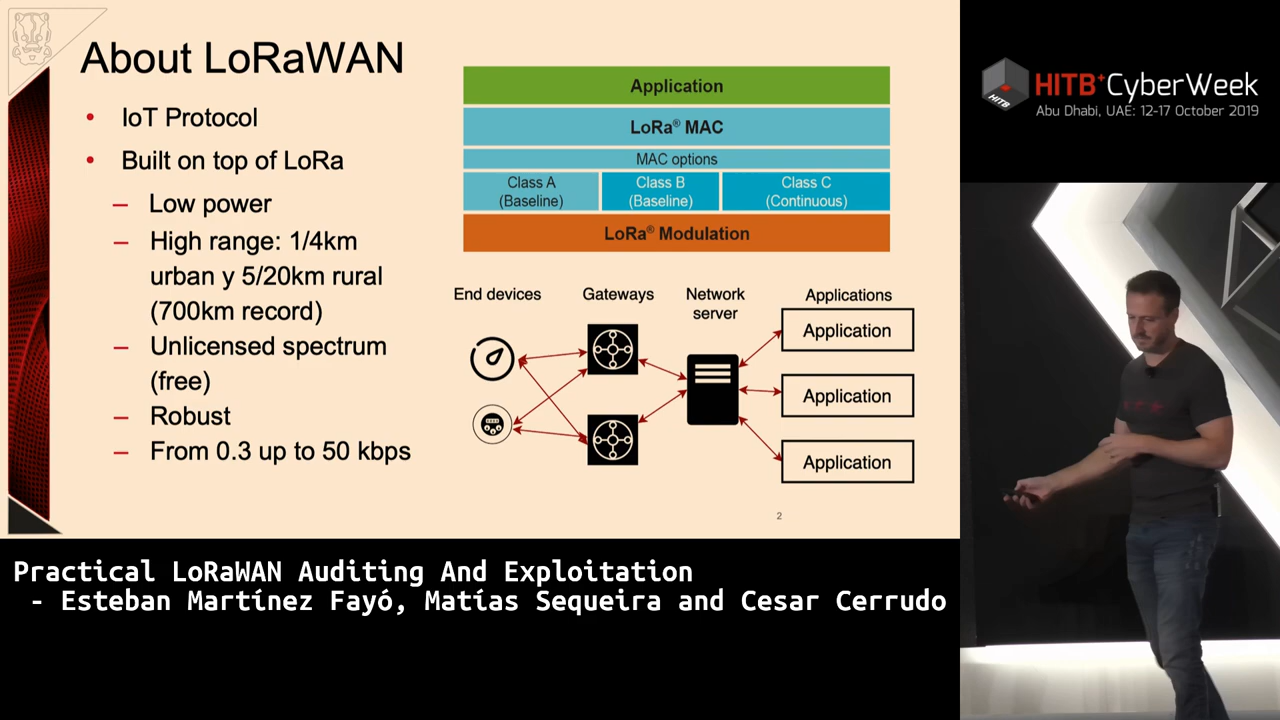 About LoRaWAN
• IoT Protocol
• Built on top of LoRa
– Low power
– High range: 1/4km
urban y 5/20km rural
(700km record)
– Unlicensed spectrum
(free)
– Robust
– From 0.3 up to 50 kbps
Application
LoRa® MAC
MAC options
Class A
(Baseline)
Class B
(Baseline)
Class C
(Continuous)
LoRa® Modulation
End devices
Gateways
Network
server
Applications
Application
Application
Application
2
HITB
HITB+CyberWeek
Abu Dhabi, UAE: 12-17 October 2019
Practical LoRaWAN Auditing And Exploitation
- Esteban Martínez Fayó, Matías Sequeira and Cesar Cerrudo